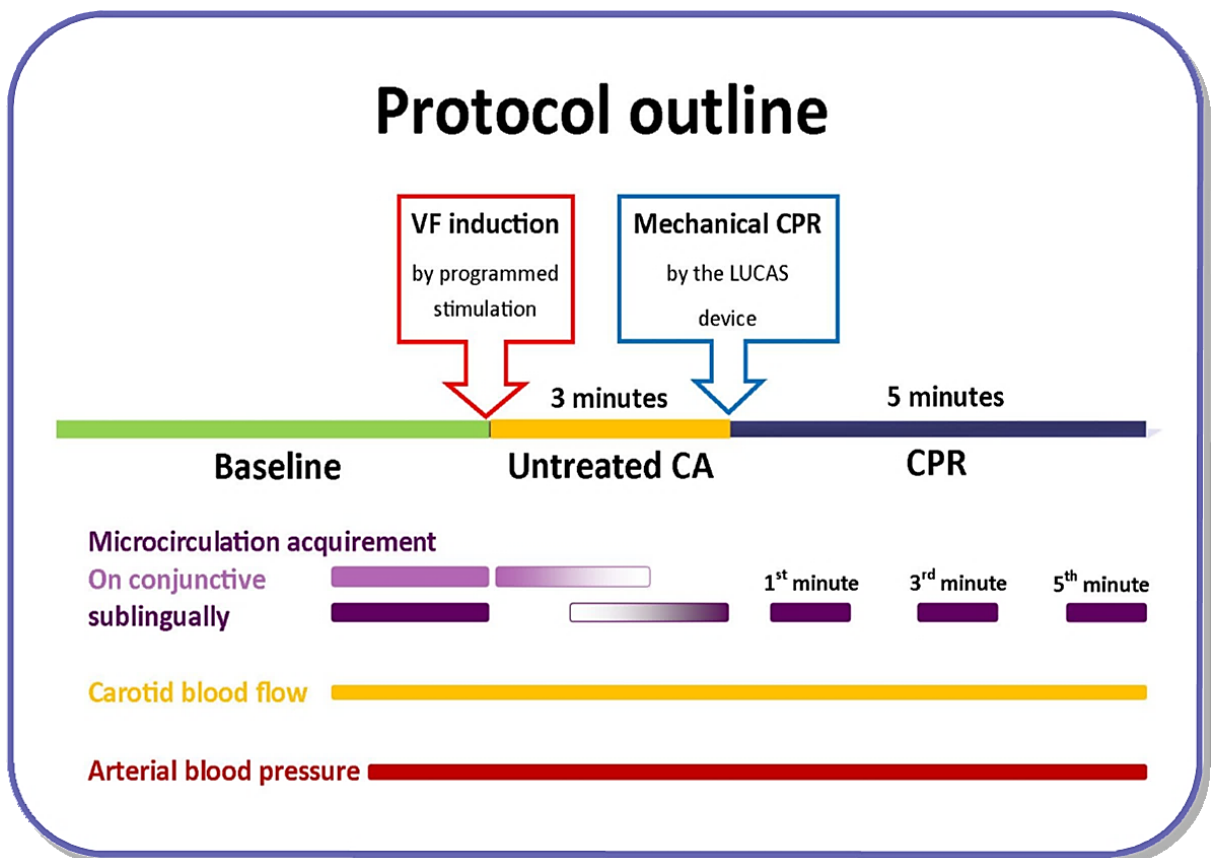 Protocol outline
VF induction
by programmed
stimulation
Mechanical CPR
by the LUCAS
device
3 minutes
5 minutes
Baseline
Untreated CA
CPR
Microcirculation acquirement
On conjunctive
sublingually
1st minute
3rd minute
5th minute
Carotid blood flow
Arterial blood pressure